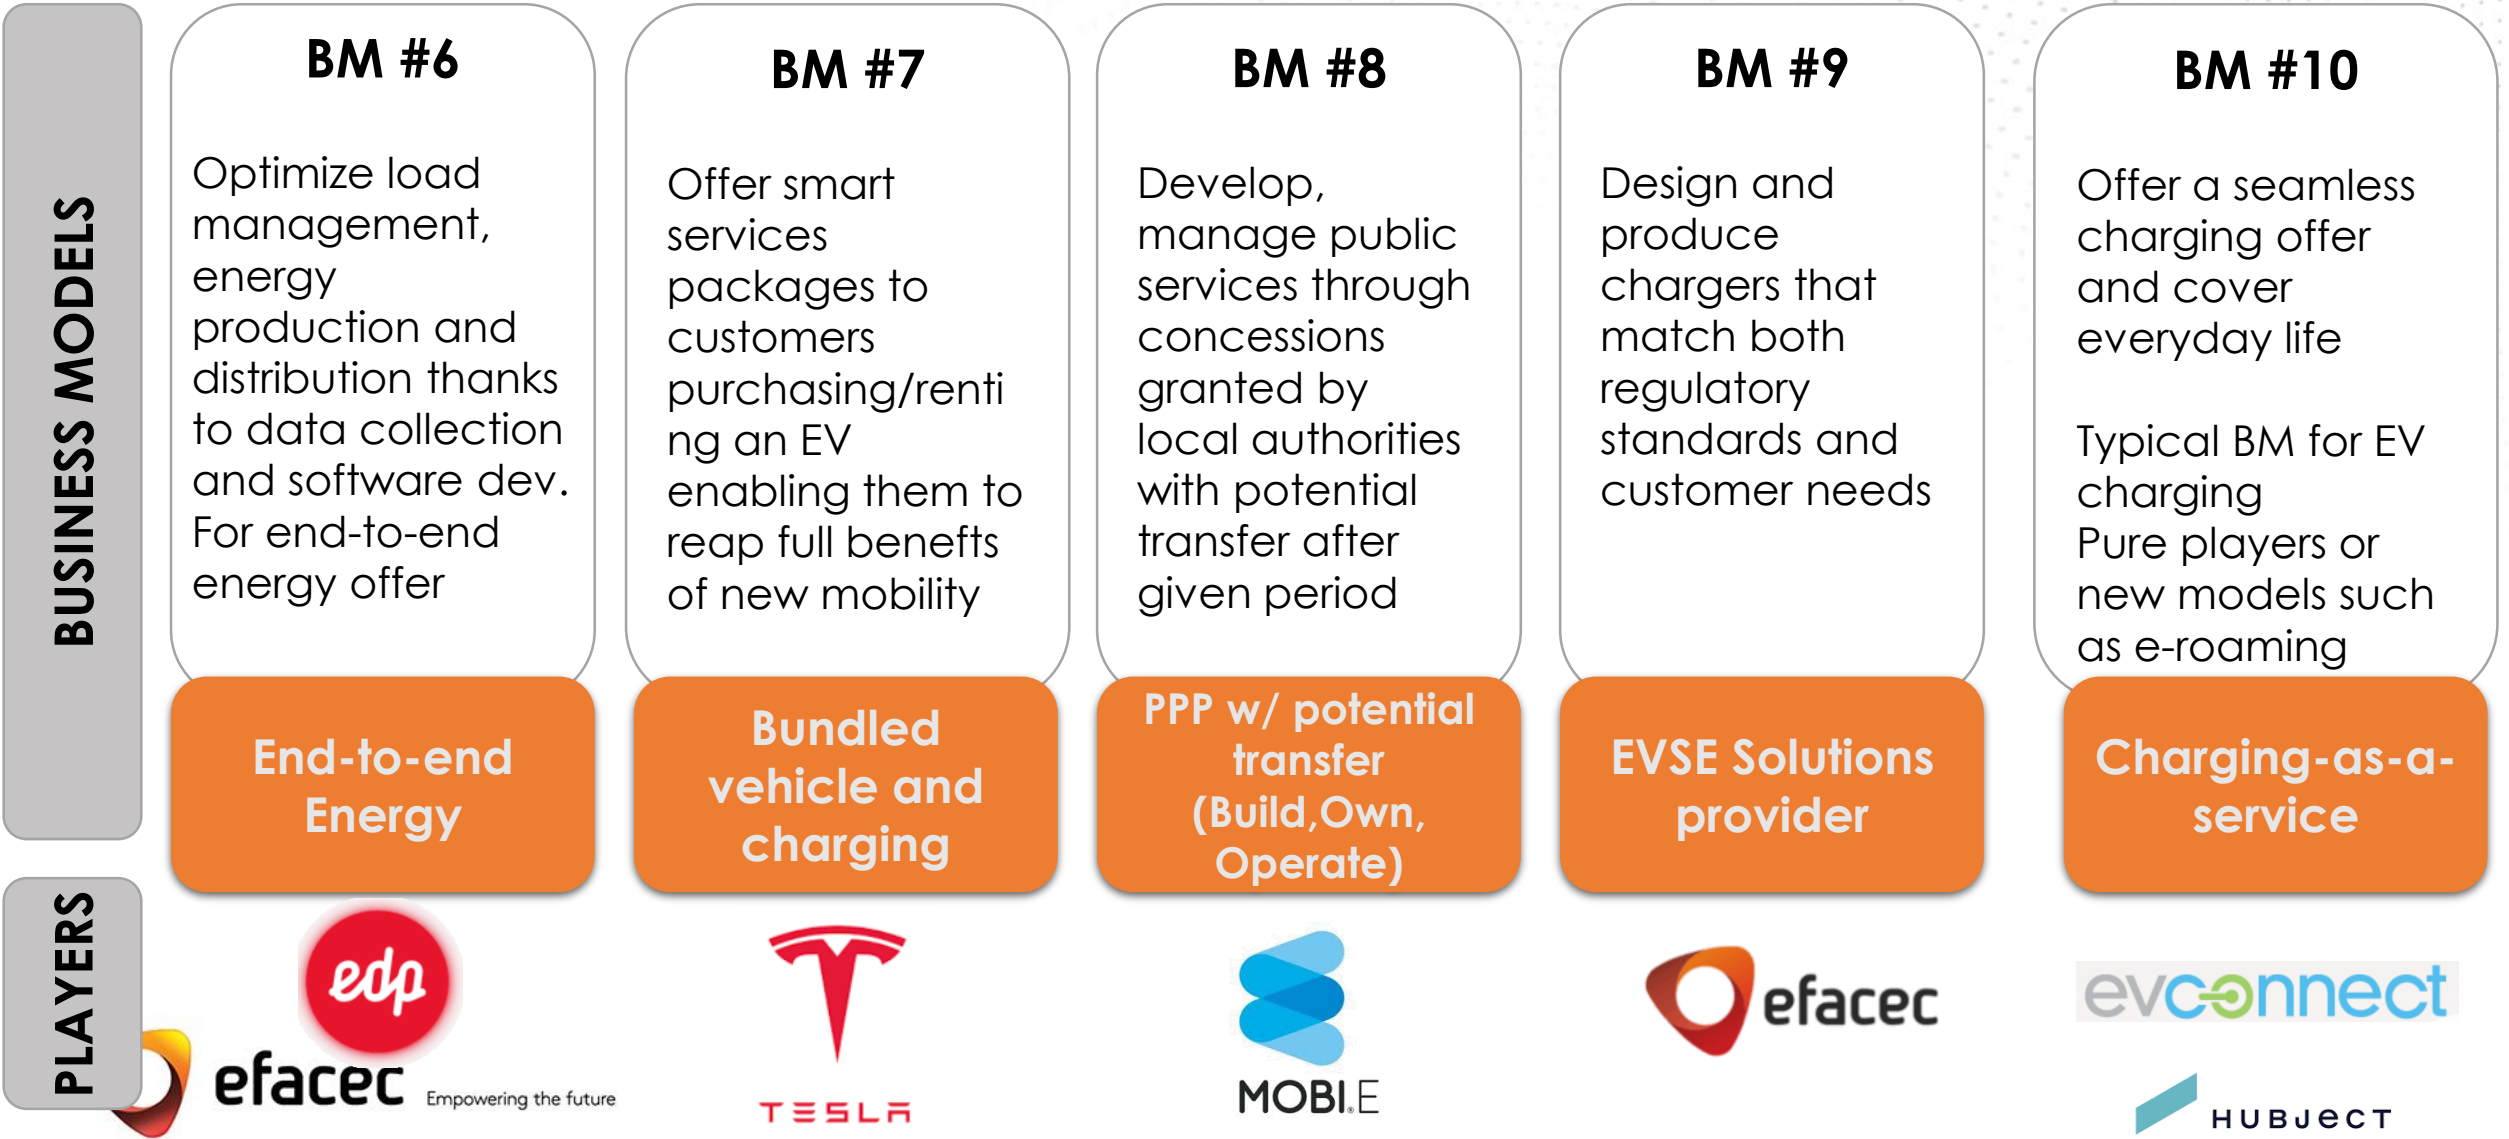 BUSINESS MODELS
BM #6
Optimize load
management,
energy
production and
distribution thanks
to data collection
and software dev.
For end-to-end
energy offer
End-to-end
Energy
BM #7
Offer smart
services
packages to
customers
purchasing/renti
ng an EV
enabling them to
reap full benefts
of new mobility
Bundled
vehicle and
charging
BM #8
Develop,
manage public
services through
concessions
granted by
local authorities
with potential
transfer after
given period
PPP w/ potential
transfer
(Build,Own,
Operate)
BM #9
Design and
produce
chargers that
match both
regulatory
standards and
customer needs
EVSE Solutions
provider
BM #10
Offer a seamless
charging offer
and cover
everyday life
Typical BM for EV
charging
Pure players or
new models such
as e-roaming
Charging-as-a-
service
PLAYERS
edp
efacec Empowering the future
TESLA
MOBI.E
efacec
evconnect
HUBJECT